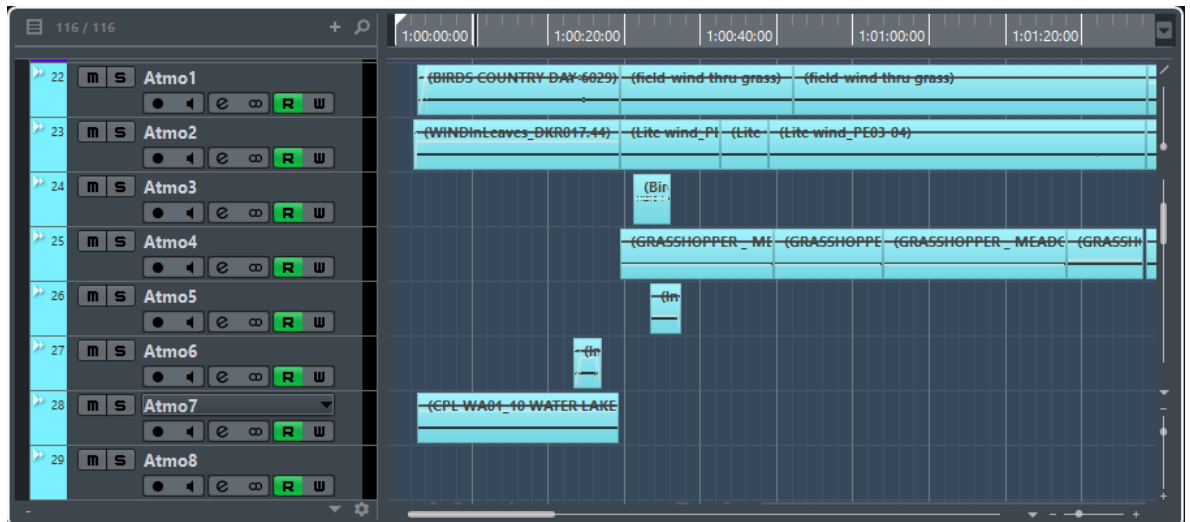 116 / 116
1:00:00:00 1:00:20:00 1:00:40:00 1:01:00:00 1:01:20:00
22 m S Atmo1 (BIRDS COUNTRY DAY-6029) (field-wind thru grass) (field-wind thru grass)
e R W
23 m S Atmo2 (WINDInLeaves_DKR017.44) (Lite wind_PE (Lite (Lite wind_PE03-04)
e R W
24 m S Atmo3 (Bir
e R W
25 m S Atmo4 (GRASSHOPPER _ ME (GRASSHOPPE (GRASSHOPPER _ MEADO (GRASSH
e R W
26 m S Atmo5 (In
e R W
27 m S Atmo6 (In
e R W
28 m S Atmo7 (CPL-WA01_10 WATER LAKE
e R W
29 m S Atmo8
e R W